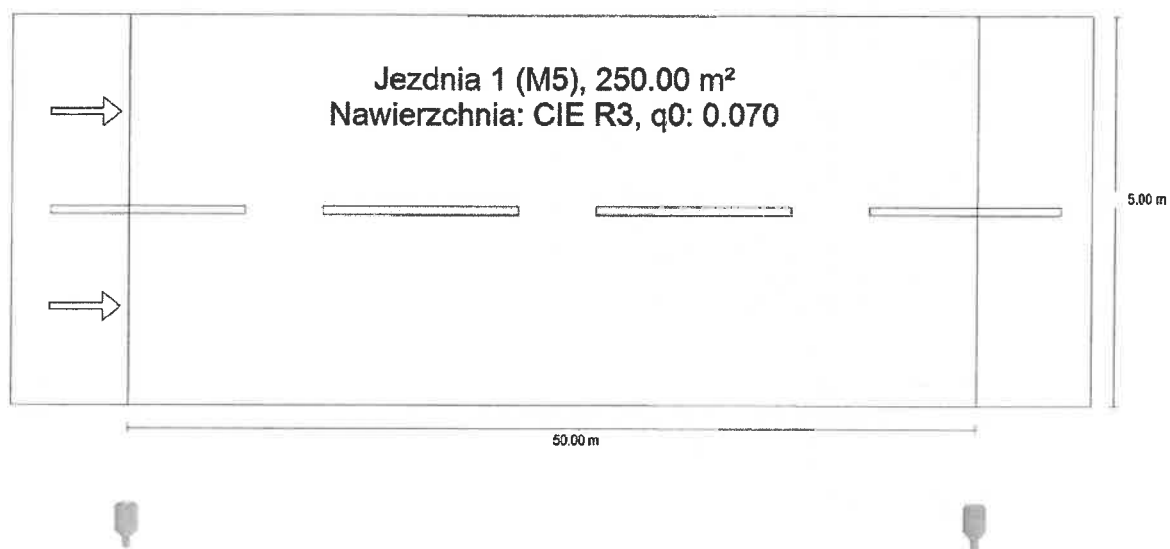 Jezdnia 1 (M5), 250.00 m²
Nawierzchnia: CIE R3, q0: 0.070
5.00 m
50.00 m